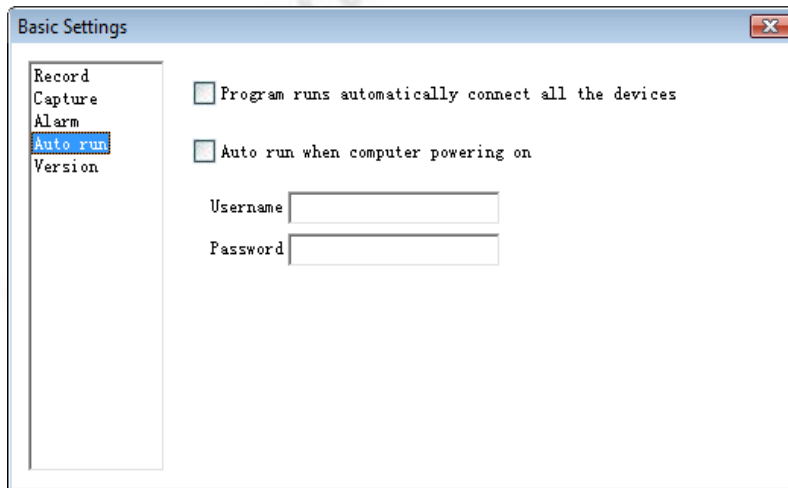 Basic Settings
Record
Capture
Alarm
Auto run
Version
Program runs automatically connect all the devices
Auto run when computer powering on
Username
Password